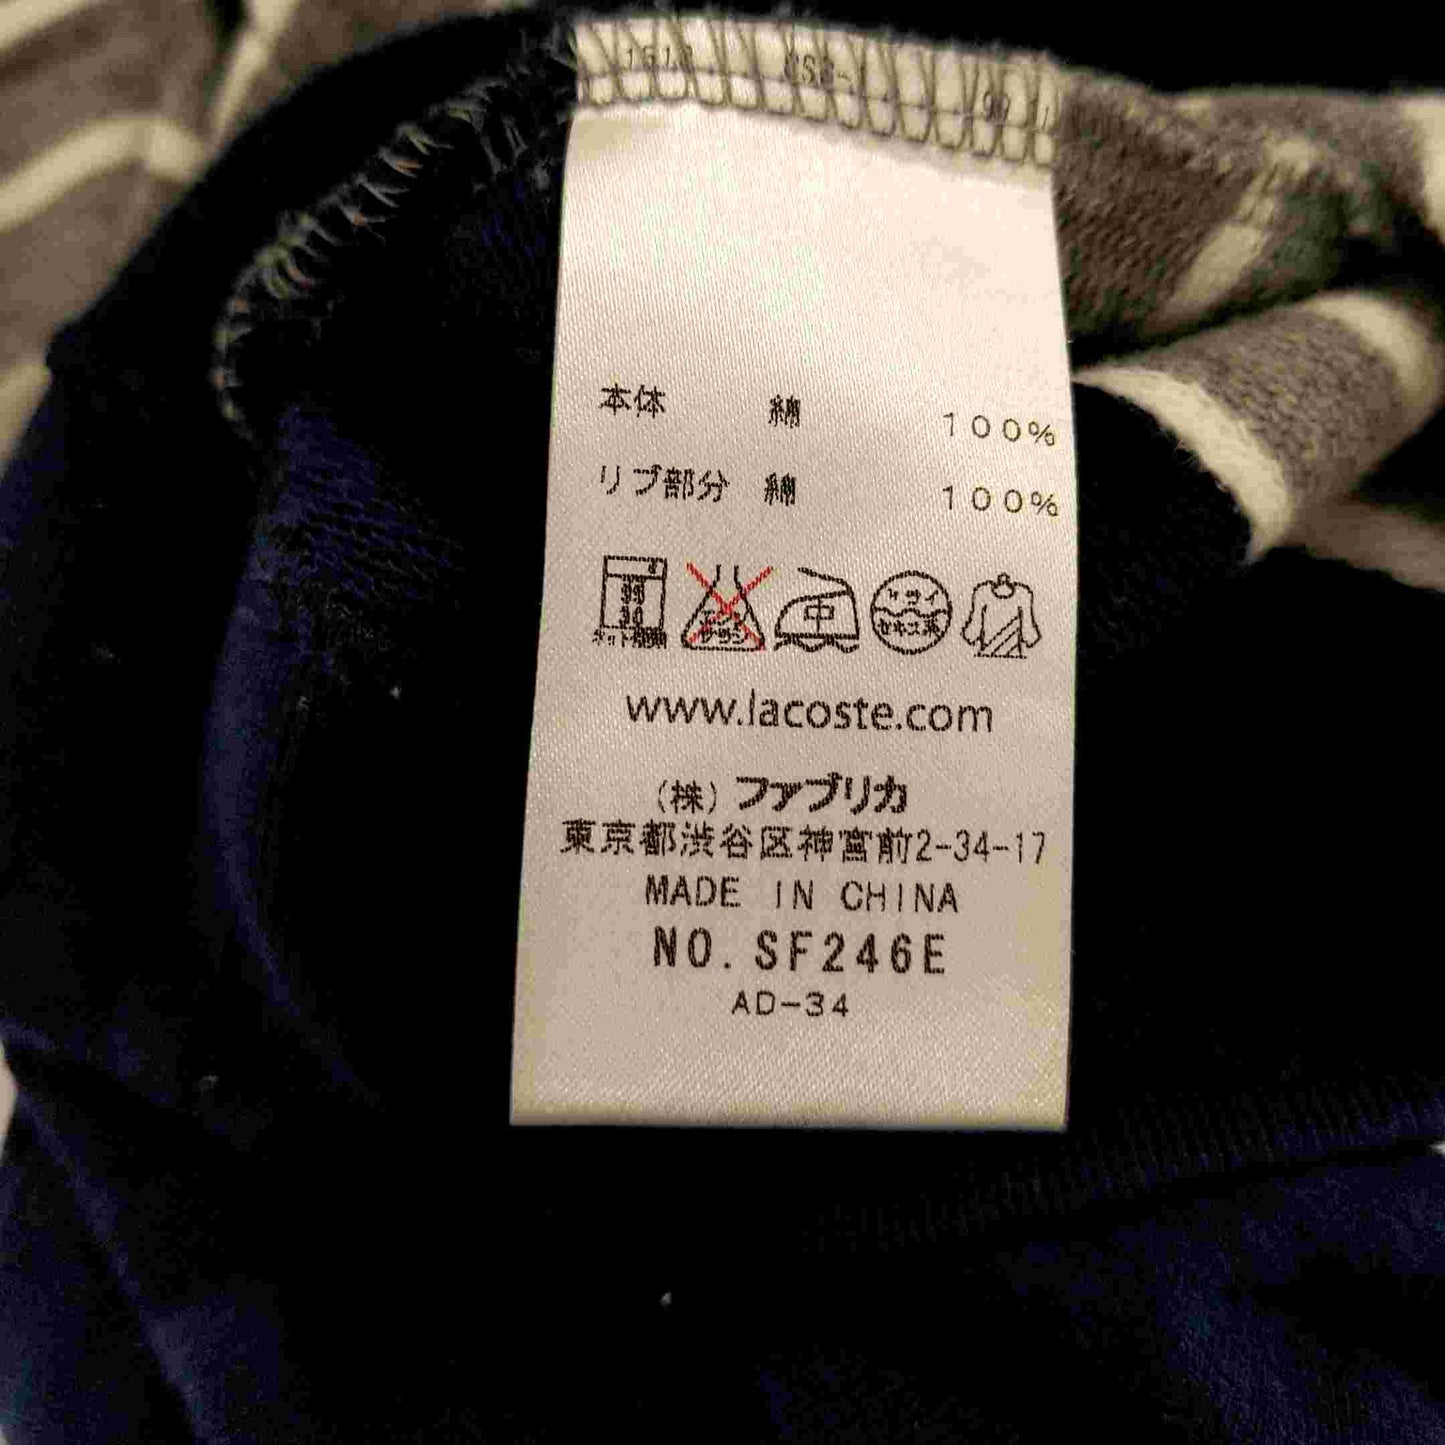 本体 綿 100%
リブ部分 綿 100%
中
www.lacoste.com
(株) ファブリカ
東京都渋谷区神宮前2-34-17
MADE IN CHINA
NO. SF246E
AD-34